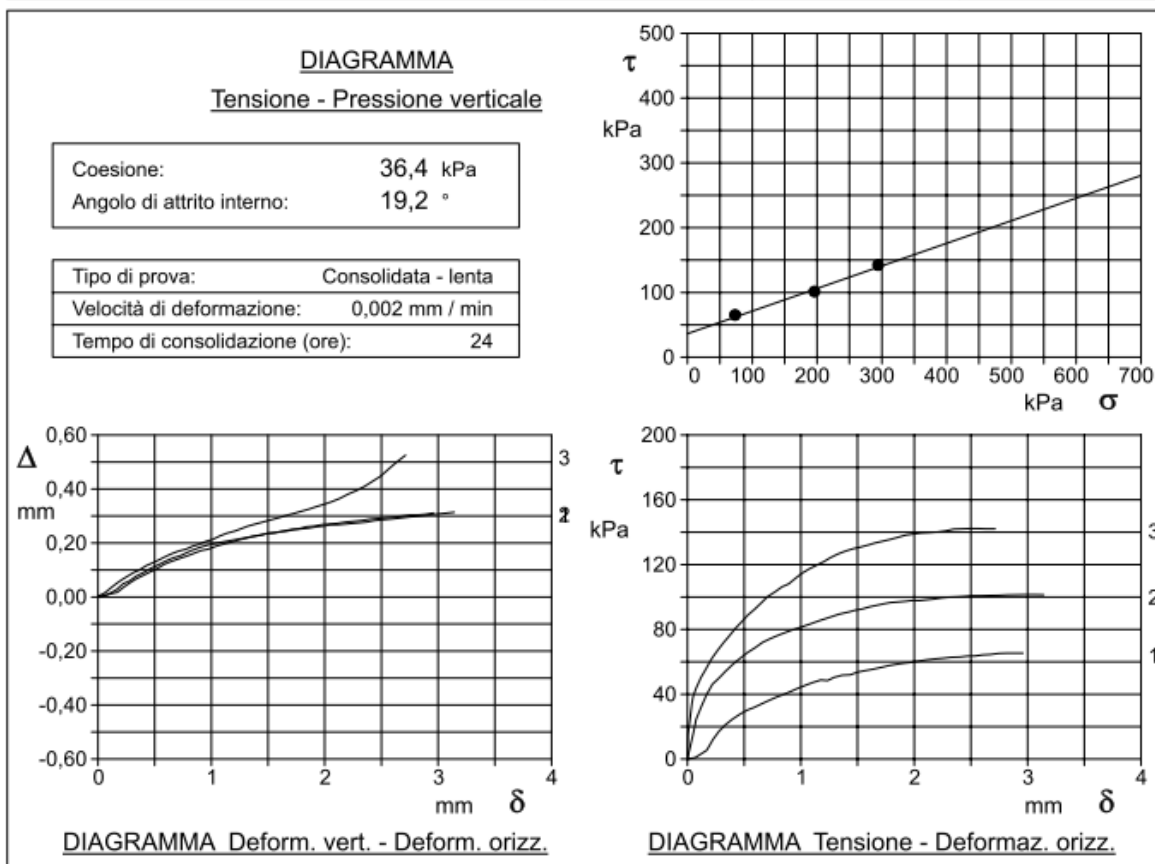 DIAGRAMMA
Tensione - Pressione verticale
Coesione: 36,4 kPa
Angolo di attrito interno: 19,2 °
Tipo di prova: Consolidata - lenta
Velocità di deformazione: 0,002 mm / min
Tempo di consolidazione (ore): 24
500
τ
400
kPa
300
200
100
0
0 100 200 300 400 500 600 700
kPa σ
0,60
Δ
3
0,40
mm
0,20
0,00
-0,20
-0,40
-0,60
0 1 2 3 4
mm δ
DIAGRAMMA Deform. vert. - Deform. orizz.
200
τ
160
kPa
3
120
2
80
1
40
0
0 1 2 3 4
mm δ
DIAGRAMMA Tensione - Deformaz. orizz.